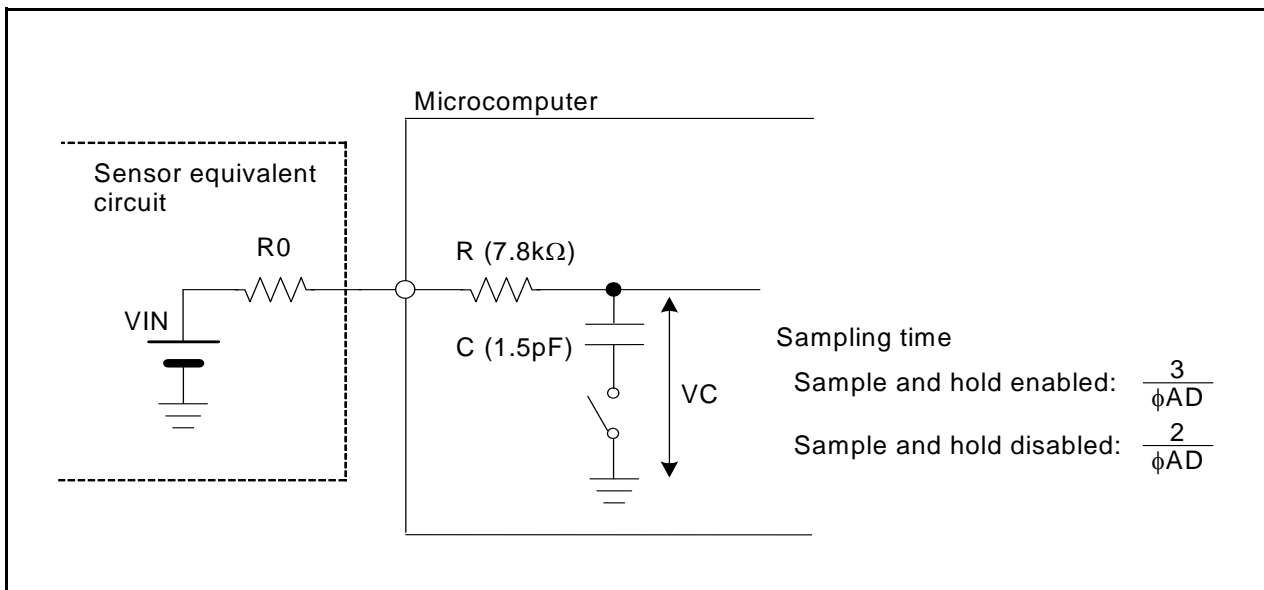 Microcomputer
Sensor equivalent
circuit
R0
R (7.8kΩ)
VIN
C (1.5pF)
VC
Sampling time
Sample and hold enabled: 3/ϕAD
Sample and hold disabled: 2/ϕAD